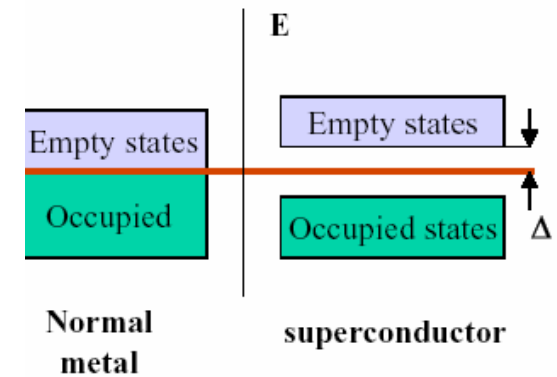 E
Empty states
Empty states
Occupied
Occupied states
Δ
Normal
metal
superconductor